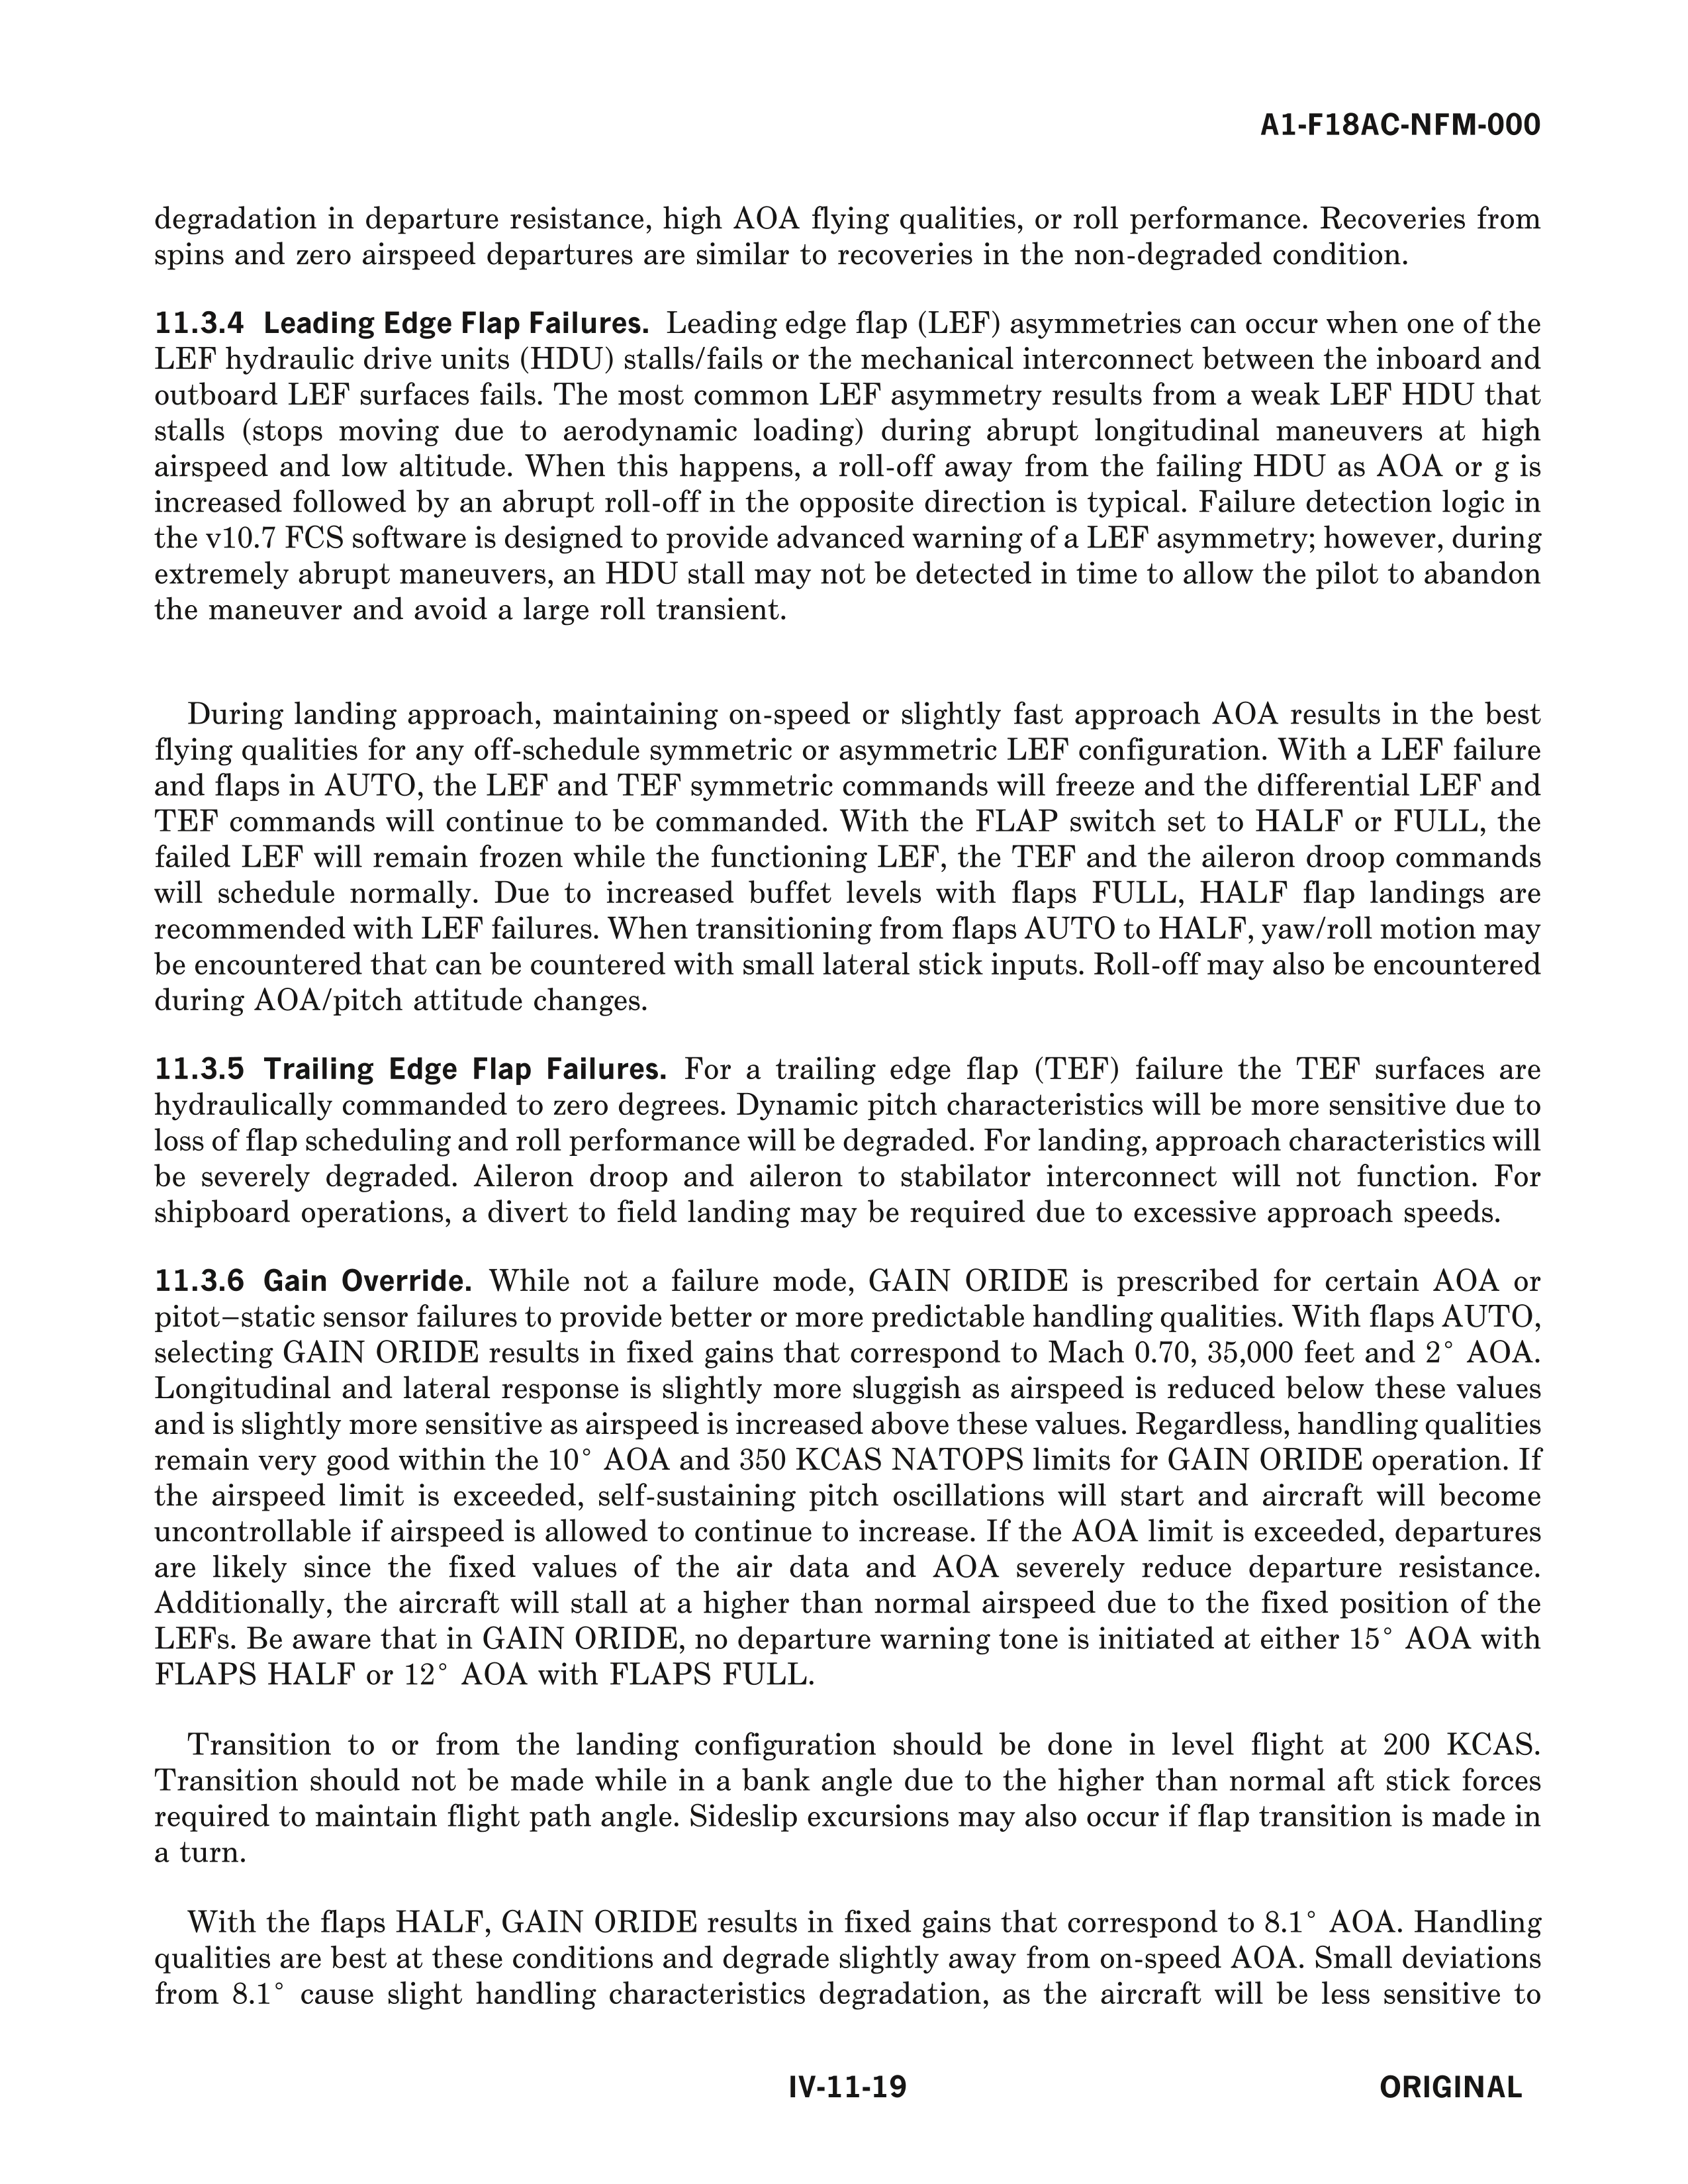 A1-F18AC-NFM-000
degradation in departure resistance, high AOA flying qualities, or roll performance. Recoveries from
spins and zero airspeed departures are similar to recoveries in the non-degraded condition.
11.3.4 Leading Edge Flap Failures. Leading edge flap (LEF) asymmetries can occur when one of the
LEF hydraulic drive units (HDU) stalls/fails or the mechanical interconnect between the inboard and
outboard LEF surfaces fails. The most common LEF asymmetry results from a weak LEF HDU that
stalls (stops moving due to aerodynamic loading) during abrupt longitudinal maneuvers at high
airspeed and low altitude. When this happens, a roll-off away from the failing HDU as AOA or g is
increased followed by an abrupt roll-off in the opposite direction is typical. Failure detection logic in
the v10.7 FCS software is designed to provide advanced warning of a LEF asymmetry; however, during
extremely abrupt maneuvers, an HDU stall may not be detected in time to allow the pilot to abandon
the maneuver and avoid a large roll transient.
During landing approach, maintaining on-speed or slightly fast approach AOA results in the best
flying qualities for any off-schedule symmetric or asymmetric LEF configuration. With a LEF failure
and flaps in AUTO, the LEF and TEF symmetric commands will freeze and the differential LEF and
TEF commands will continue to be commanded. With the FLAP switch set to HALF or FULL, the
failed LEF will remain frozen while the functioning LEF, the TEF and the aileron droop commands
will schedule normally. Due to increased buffet levels with flaps FULL, HALF flap landings are
recommended with LEF failures. When transitioning from flaps AUTO to HALF, yaw/roll motion may
be encountered that can be countered with small lateral stick inputs. Roll-off may also be encountered
during AOA/pitch attitude changes.
11.3.5 Trailing Edge Flap Failures. For a trailing edge flap (TEF) failure the TEF surfaces are
hydraulically commanded to zero degrees. Dynamic pitch characteristics will be more sensitive due to
loss of flap scheduling and roll performance will be degraded. For landing, approach characteristics will
be severely degraded. Aileron droop and aileron to stabilator interconnect will not function. For
shipboard operations, a divert to field landing may be required due to excessive approach speeds.
11.3.6 Gain Override. While not a failure mode, GAIN ORIDE is prescribed for certain AOA or
pitot–static sensor failures to provide better or more predictable handling qualities. With flaps AUTO,
selecting GAIN ORIDE results in fixed gains that correspond to Mach 0.70, 35,000 feet and 2° AOA.
Longitudinal and lateral response is slightly more sluggish as airspeed is reduced below these values
and is slightly more sensitive as airspeed is increased above these values. Regardless, handling qualities
remain very good within the 10° AOA and 350 KCAS NATOPS limits for GAIN ORIDE operation. If
the airspeed limit is exceeded, self-sustaining pitch oscillations will start and aircraft will become
uncontrollable if airspeed is allowed to continue to increase. If the AOA limit is exceeded, departures
are likely since the fixed values of the air data and AOA severely reduce departure resistance.
Additionally, the aircraft will stall at a higher than normal airspeed due to the fixed position of the
LEFs. Be aware that in GAIN ORIDE, no departure warning tone is initiated at either 15° AOA with
FLAPS HALF or 12° AOA with FLAPS FULL.
Transition to or from the landing configuration should be done in level flight at 200 KCAS.
Transition should not be made while in a bank angle due to the higher than normal aft stick forces
required to maintain flight path angle. Sideslip excursions may also occur if flap transition is made in
a turn.
With the flaps HALF, GAIN ORIDE results in fixed gains that correspond to 8.1° AOA. Handling
qualities are best at these conditions and degrade slightly away from on-speed AOA. Small deviations
from 8.1° cause slight handling characteristics degradation, as the aircraft will be less sensitive to
IV-11-19
ORIGINAL